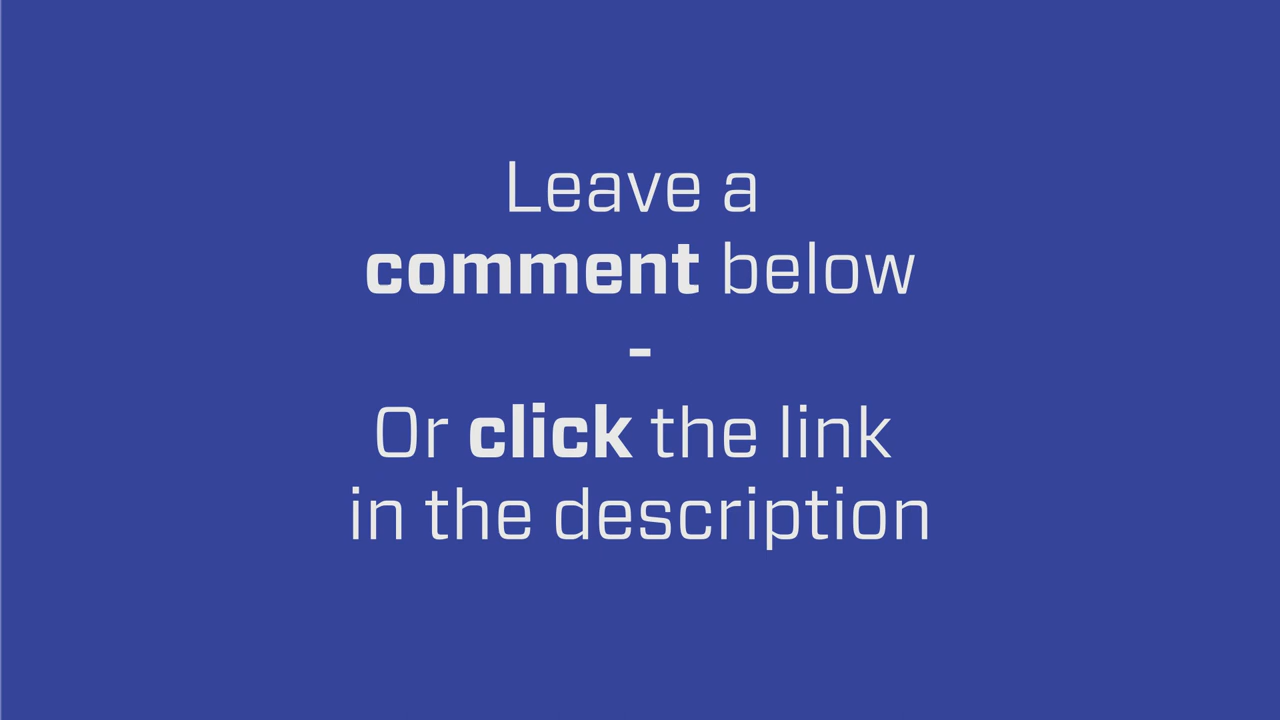 Leave a
comment below
-
Or click the link
in the description